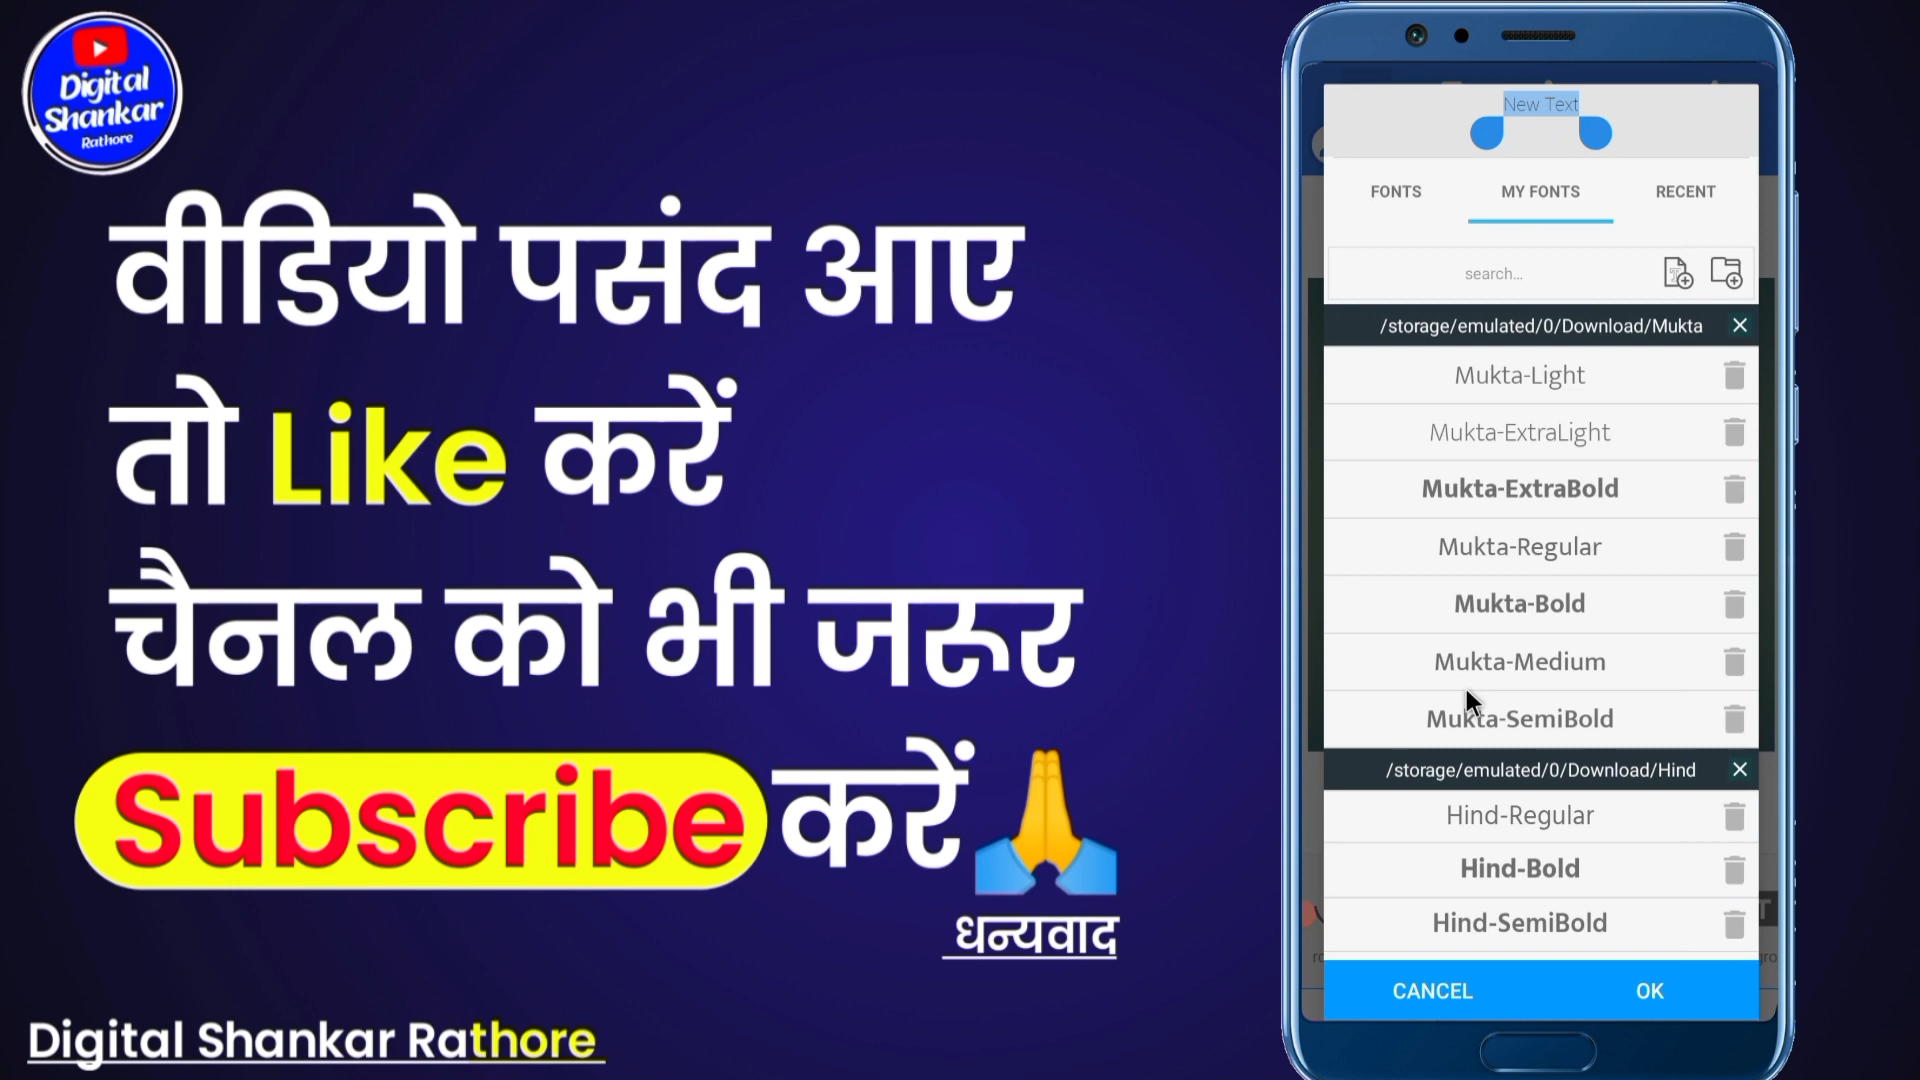 Digital
Shankar
Rathore
वीडियो पसंद आए
तो Like करें
चैनल को भी जरूर
Subscribe करें
धन्यवाद
Digital Shankar Rathore
New Text
FONTS MY FONTS RECENT
search...
/storage/emulated/0/Download/Mukta
Mukta-Light
Mukta-ExtraLight
Mukta-ExtraBold
Mukta-Regular
Mukta-Bold
Mukta-Medium
Mukta-SemiBold
/storage/emulated/0/Download/Hind
Hind-Regular
Hind-Bold
Hind-SemiBold
CANCEL OK